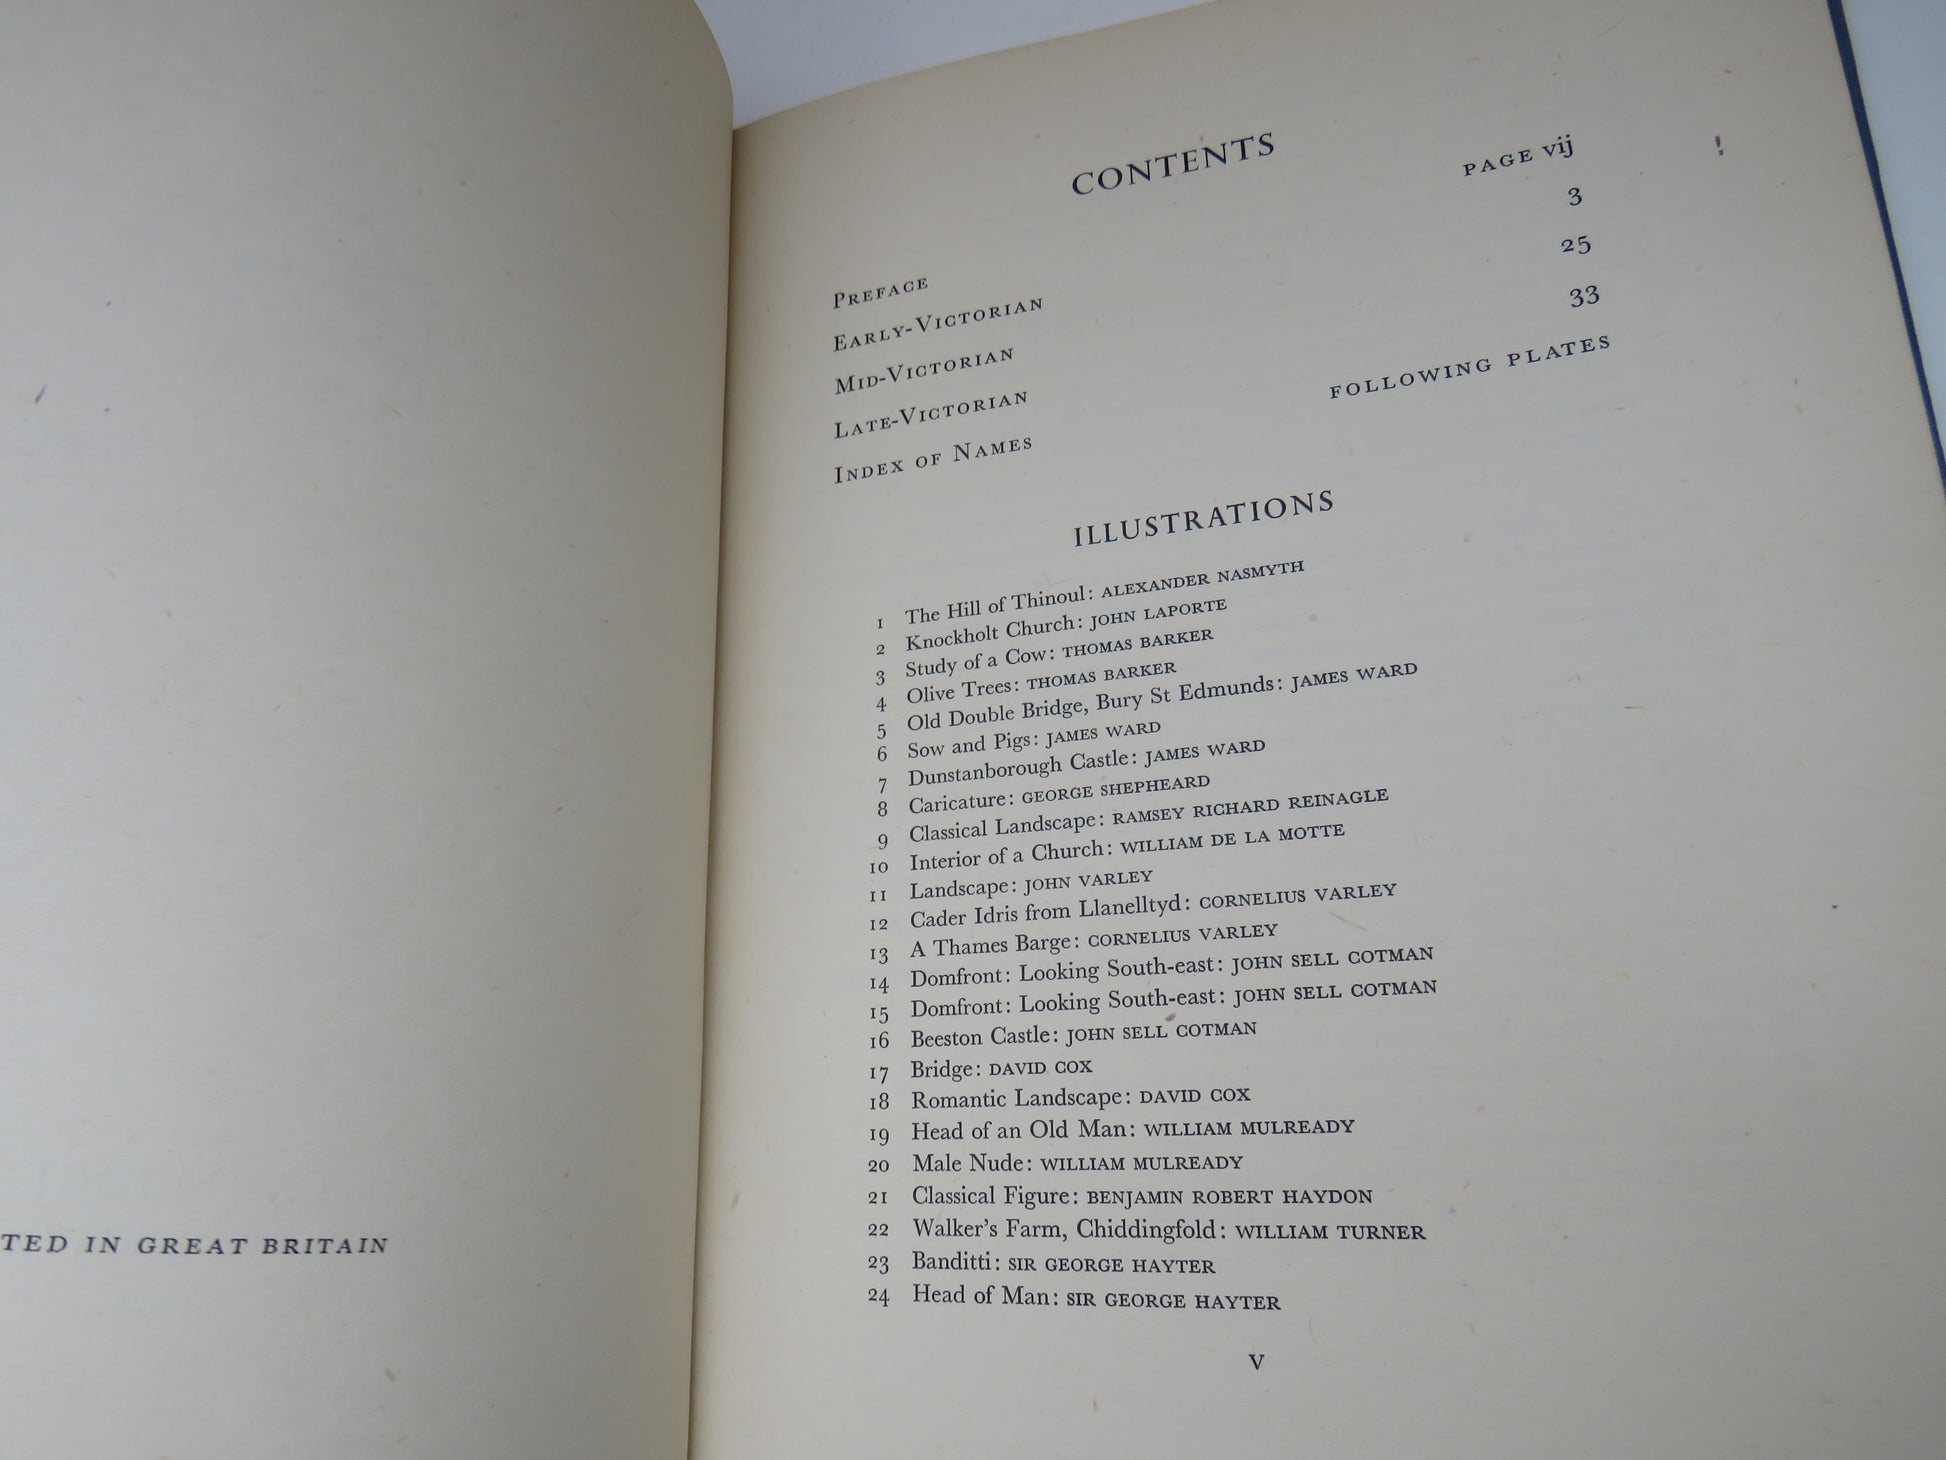 TED IN GREAT BRITAIN
CONTENTS
PREFACE PAGE vij
EARLY-VICTORIAN 3
MID-VICTORIAN 25
LATE-VICTORIAN 33
INDEX OF NAMES FOLLOWING PLATES
ILLUSTRATIONS
1 The Hill of Thinoul: ALEXANDER NASMYTH
2 Knockholt Church: JOHN LAPORTE
3 Study of a Cow: THOMAS BARKER
4 Olive Trees: THOMAS BARKER
5 Old Double Bridge, Bury St Edmunds: JAMES WARD
6 Sow and Pigs: JAMES WARD
7 Dunstanborough Castle: JAMES WARD
8 Caricature: GEORGE SHEPHEARD
9 Classical Landscape: RAMSEY RICHARD REINAGLE
10 Interior of a Church: WILLIAM DE LA MOTTE
11 Landscape: JOHN VARLEY
12 Cader Idris from Llanelltyd: CORNELIUS VARLEY
13 A Thames Barge: CORNELIUS VARLEY
14 Domfront: Looking South-east: JOHN SELL COTMAN
15 Domfront: Looking South-east: JOHN SELL COTMAN
16 Beeston Castle: JOHN SELL COTMAN
17 Bridge: DAVID COX
18 Romantic Landscape: DAVID COX
19 Head of an Old Man: WILLIAM MULREADY
20 Male Nude: WILLIAM MULREADY
21 Classical Figure: BENJAMIN ROBERT HAYDON
22 Walker's Farm, Chiddingfold: WILLIAM TURNER
23 Banditti: SIR GEORGE HAYTER
24 Head of Man: SIR GEORGE HAYTER
V